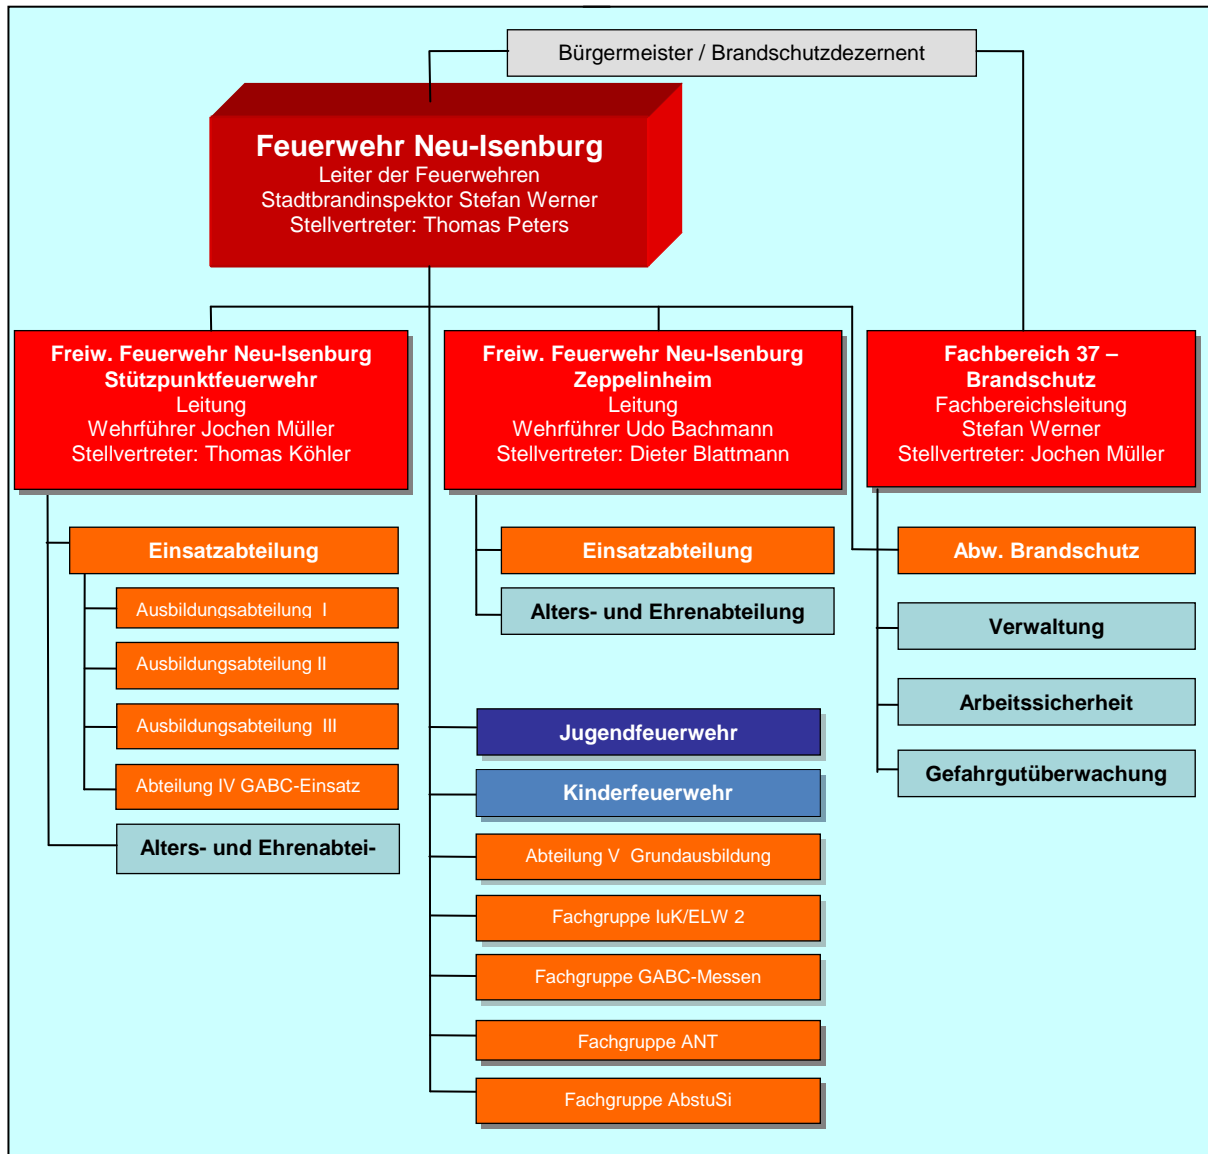 Bürgermeister / Brandschutzdezernent
Feuerwehr Neu-Isenburg
Leiter der Feuerwehren
Stadtbrandinspektor Stefan Werner
Stellvertreter: Thomas Peters
Freiw. Feuerwehr Neu-Isenburg
Stützpunktfeuerwehr
Leitung
Wehrführer Jochen Müller
Stellvertreter: Thomas Köhler
Freiw. Feuerwehr Neu-Isenburg
Zeppelinheim
Leitung
Wehrführer Udo Bachmann
Stellvertreter: Dieter Blattmann
Fachbereich 37 –
Brandschutz
Fachbereichsleitung
Stefan Werner
Stellvertreter: Jochen Müller
Einsatzabteilung
Ausbildungsabteilung I
Ausbildungsabteilung II
Ausbildungsabteilung III
Abteilung IV GABC-Einsatz
Alters- und Ehrenabtei-
Einsatzabteilung
Alters- und Ehrenabteilung
Jugendfeuerwehr
Kinderfeuerwehr
Abteilung V Grundausbildung
Fachgruppe IuK/ELW 2
Fachgruppe GABC-Messen
Fachgruppe ANT
Fachgruppe AbstuSi
Abw. Brandschutz
Verwaltung
Arbeitssicherheit
Gefahrgutüberwachung